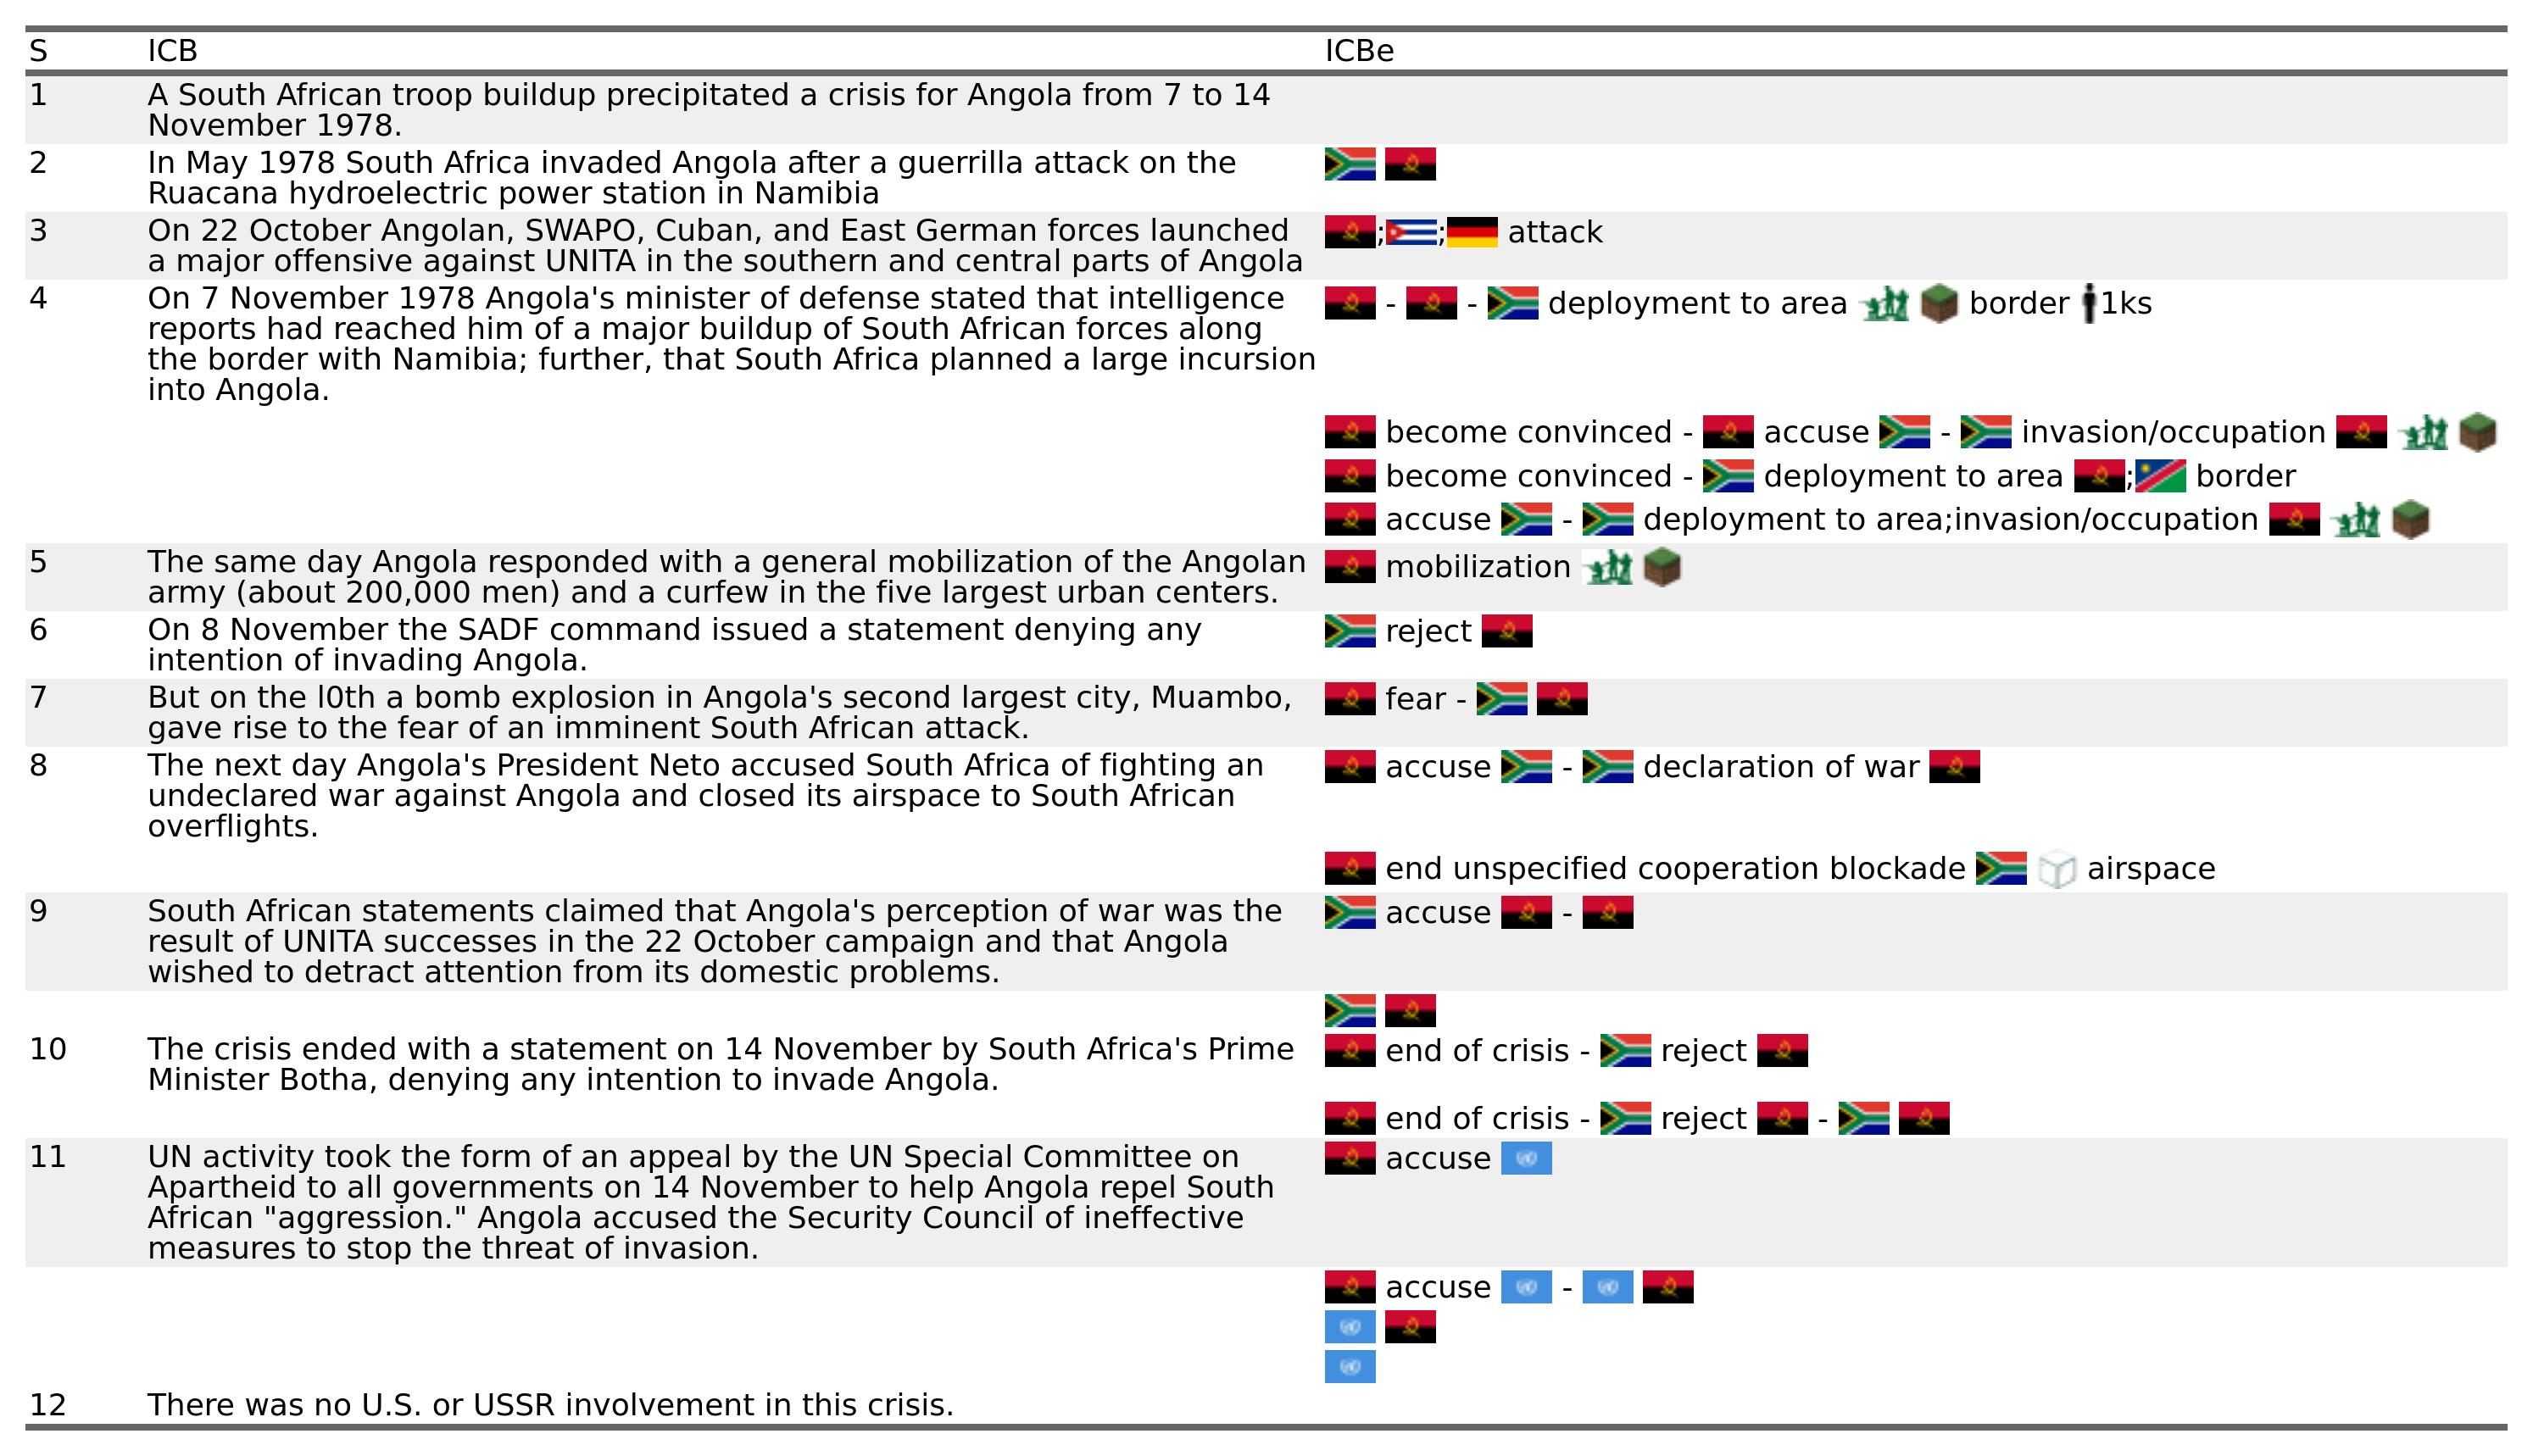 S ICB ICBe
1 A South African troop buildup precipitated a crisis for Angola from 7 to 14
November 1978.
2 In May 1978 South Africa invaded Angola after a guerrilla attack on the
Ruacana hydroelectric power station in Namibia
3 On 22 October Angolan, SWAPO, Cuban, and East German forces launched ; ; attack
a major offensive against UNITA in the southern and central parts of Angola
4 On 7 November 1978 Angola's minister of defense stated that intelligence - - deployment to area border 1ks
reports had reached him of a major buildup of South African forces along
the border with Namibia; further, that South Africa planned a large incursion
into Angola.
become convinced - accuse - invasion/occupation
become convinced - deployment to area ; border
accuse - deployment to area;invasion/occupation
5 The same day Angola responded with a general mobilization of the Angolan mobilization
army (about 200,000 men) and a curfew in the five largest urban centers.
6 On 8 November the SADF command issued a statement denying any reject
intention of invading Angola.
7 But on the l0th a bomb explosion in Angola's second largest city, Muambo, fear -
gave rise to the fear of an imminent South African attack.
8 The next day Angola's President Neto accused South Africa of fighting an accuse - declaration of war
undeclared war against Angola and closed its airspace to South African
overflights.
end unspecified cooperation blockade airspace
9 South African statements claimed that Angola's perception of war was the accuse -
result of UNITA successes in the 22 October campaign and that Angola
wished to detract attention from its domestic problems.
10 The crisis ended with a statement on 14 November by South Africa's Prime end of crisis - reject
Minister Botha, denying any intention to invade Angola.
end of crisis - reject -
11 UN activity took the form of an appeal by the UN Special Committee on accuse
Apartheid to all governments on 14 November to help Angola repel South
African "aggression." Angola accused the Security Council of ineffective
measures to stop the threat of invasion.
accuse -
12 There was no U.S. or USSR involvement in this crisis.